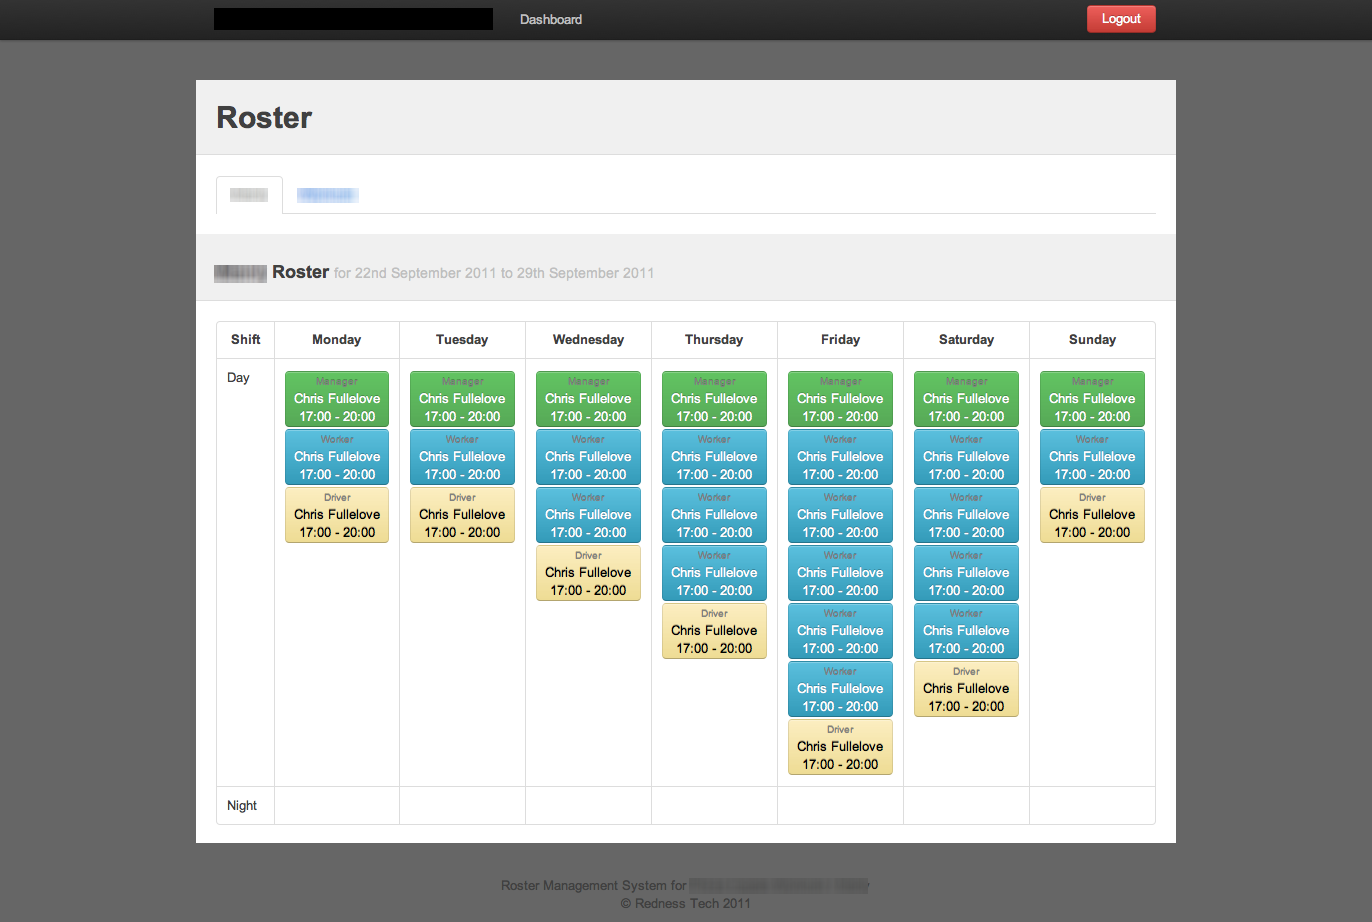 Dashboard
Logout
Roster
Roster for 22nd September 2011 to 29th September 2011
Shift Monday Tuesday Wednesday Thursday Friday Saturday Sunday
Day
Manager Manager Manager Manager Manager Manager Manager
Chris Fullelove Chris Fullelove Chris Fullelove Chris Fullelove Chris Fullelove Chris Fullelove Chris Fullelove
17:00 - 20:00 17:00 - 20:00 17:00 - 20:00 17:00 - 20:00 17:00 - 20:00 17:00 - 20:00 17:00 - 20:00
Worker Worker Worker Worker Worker Worker Worker
Chris Fullelove Chris Fullelove Chris Fullelove Chris Fullelove Chris Fullelove Chris Fullelove Chris Fullelove
17:00 - 20:00 17:00 - 20:00 17:00 - 20:00 17:00 - 20:00 17:00 - 20:00 17:00 - 20:00 17:00 - 20:00
Driver Driver Worker Worker Worker Worker Driver
Chris Fullelove Chris Fullelove Chris Fullelove Chris Fullelove Chris Fullelove Chris Fullelove Chris Fullelove
17:00 - 20:00 17:00 - 20:00 17:00 - 20:00 17:00 - 20:00 17:00 - 20:00 17:00 - 20:00 17:00 - 20:00
Driver Worker Worker Worker
Chris Fullelove Chris Fullelove Chris Fullelove Chris Fullelove
17:00 - 20:00 17:00 - 20:00 17:00 - 20:00 17:00 - 20:00
Driver Worker Worker
Chris Fullelove Chris Fullelove Chris Fullelove
17:00 - 20:00 17:00 - 20:00 17:00 - 20:00
Worker Driver
Chris Fullelove Chris Fullelove
17:00 - 20:00 17:00 - 20:00
Driver
Chris Fullelove
17:00 - 20:00
Night
Roster Management System for
© Redness Tech 2011